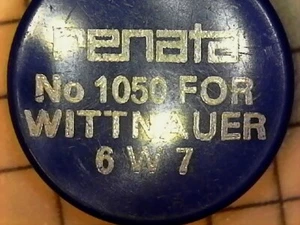 renata
No 1050 FOR
WITTNAUER
6 W 7